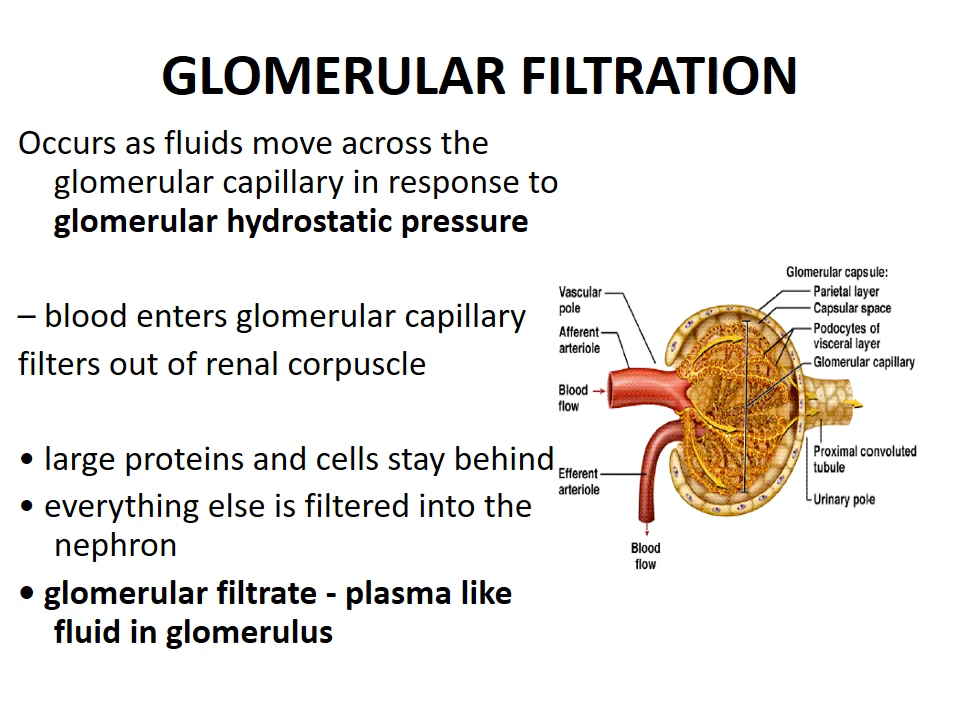 GLOMERULAR FILTRATION
Occurs as fluids move across the
glomerular capillary in response to
glomerular hydrostatic pressure
– blood enters glomerular capillary
filters out of renal corpuscle
• large proteins and cells stay behind
• everything else is filtered into the
nephron
• glomerular filtrate - plasma like
fluid in glomerulus
Glomerular capsule:
Parietal layer
Capsular space
Podocytes of
visceral layer
Glomerular capillary
Vascular
pole
Afferent
arteriole
Blood
flow
Efferent
arteriole
Blood
flow
Proximal convoluted
tubule
Urinary pole